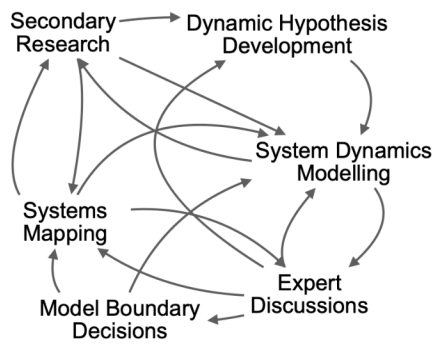 Secondary
Research
Dynamic Hypothesis
Development
System Dynamics
Modelling
Systems
Mapping
Expert
Discussions
Model Boundary
Decisions